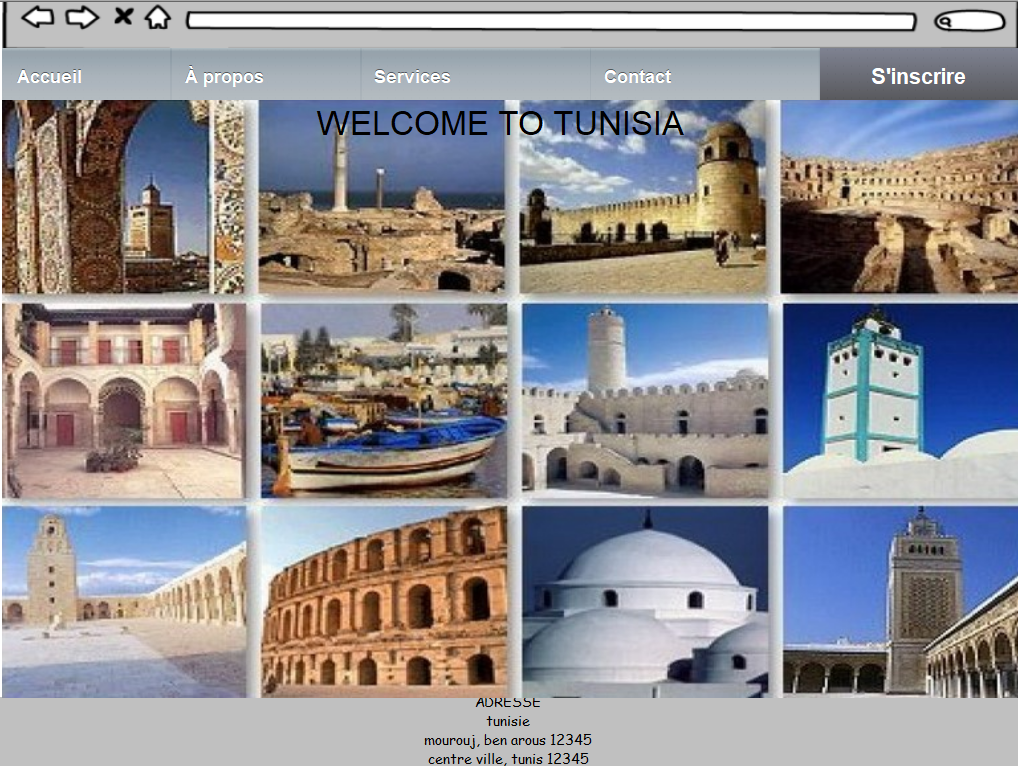 Accueil
À propos
Services
Contact
S'inscrire
WELCOME TO TUNISIA
ADRESSE
tunisie
mourouj, ben arous 12345
centre ville, tunis 12345